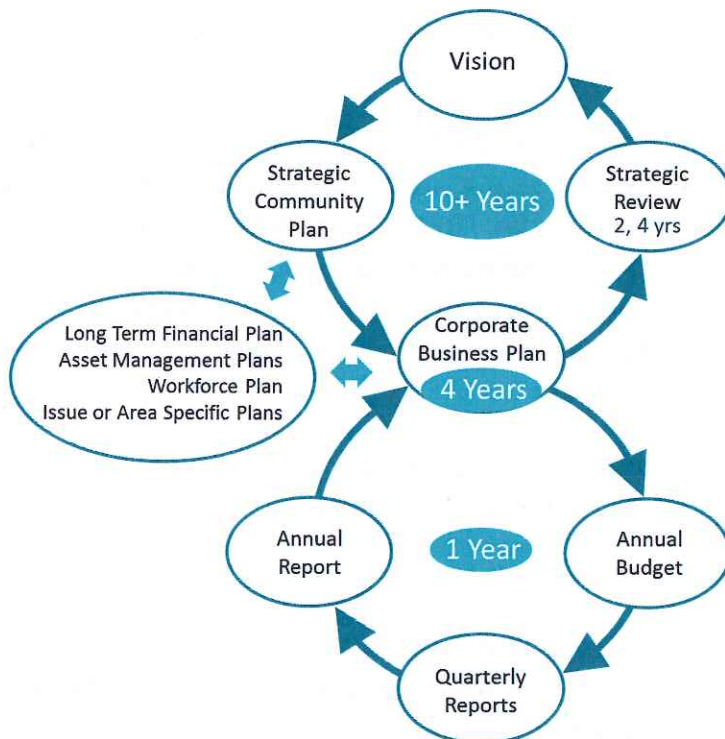 Vision
Strategic
Community
Plan
10+ Years
Strategic
Review
2, 4 yrs
Long Term Financial Plan
Asset Management Plans
Workforce Plan
Issue or Area Specific Plans
Corporate
Business Plan
4 Years
Annual
Report
1 Year
Annual
Budget
Quarterly
Reports